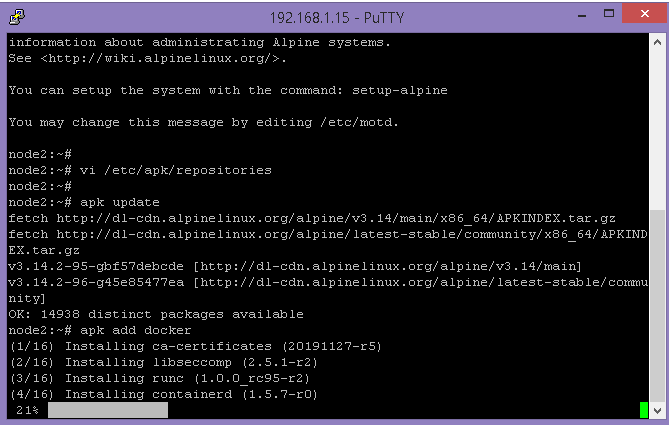 192.168.1.15 - PuTTY
information about administrating Alpine systems.
See <http://wiki.alpinelinux.org/>.
You can setup the system with the command: setup-alpine
You may change this message by editing /etc/motd.
node2:~#
node2:~# vi /etc/apk/repositories
node2:~#
node2:~# apk update
fetch http://dl-cdn.alpinelinux.org/alpine/v3.14/main/x86_64/APKINDEX.tar.gz
fetch http://dl-cdn.alpinelinux.org/alpine/latest-stable/community/x86_64/APKIND
EX.tar.gz
v3.14.2-95-gbf57debcde [http://dl-cdn.alpinelinux.org/alpine/v3.14/main]
v3.14.2-96-g45e85477ea [http://dl-cdn.alpinelinux.org/alpine/latest-stable/commu
nity]
OK: 14938 distinct packages available
node2:~# apk add docker
(1/16) Installing ca-certificates (20191127-r5)
(2/16) Installing libseccomp (2.5.1-r2)
(3/16) Installing runc (1.0.0_rc95-r2)
(4/16) Installing containerd (1.5.7-r0)
21%